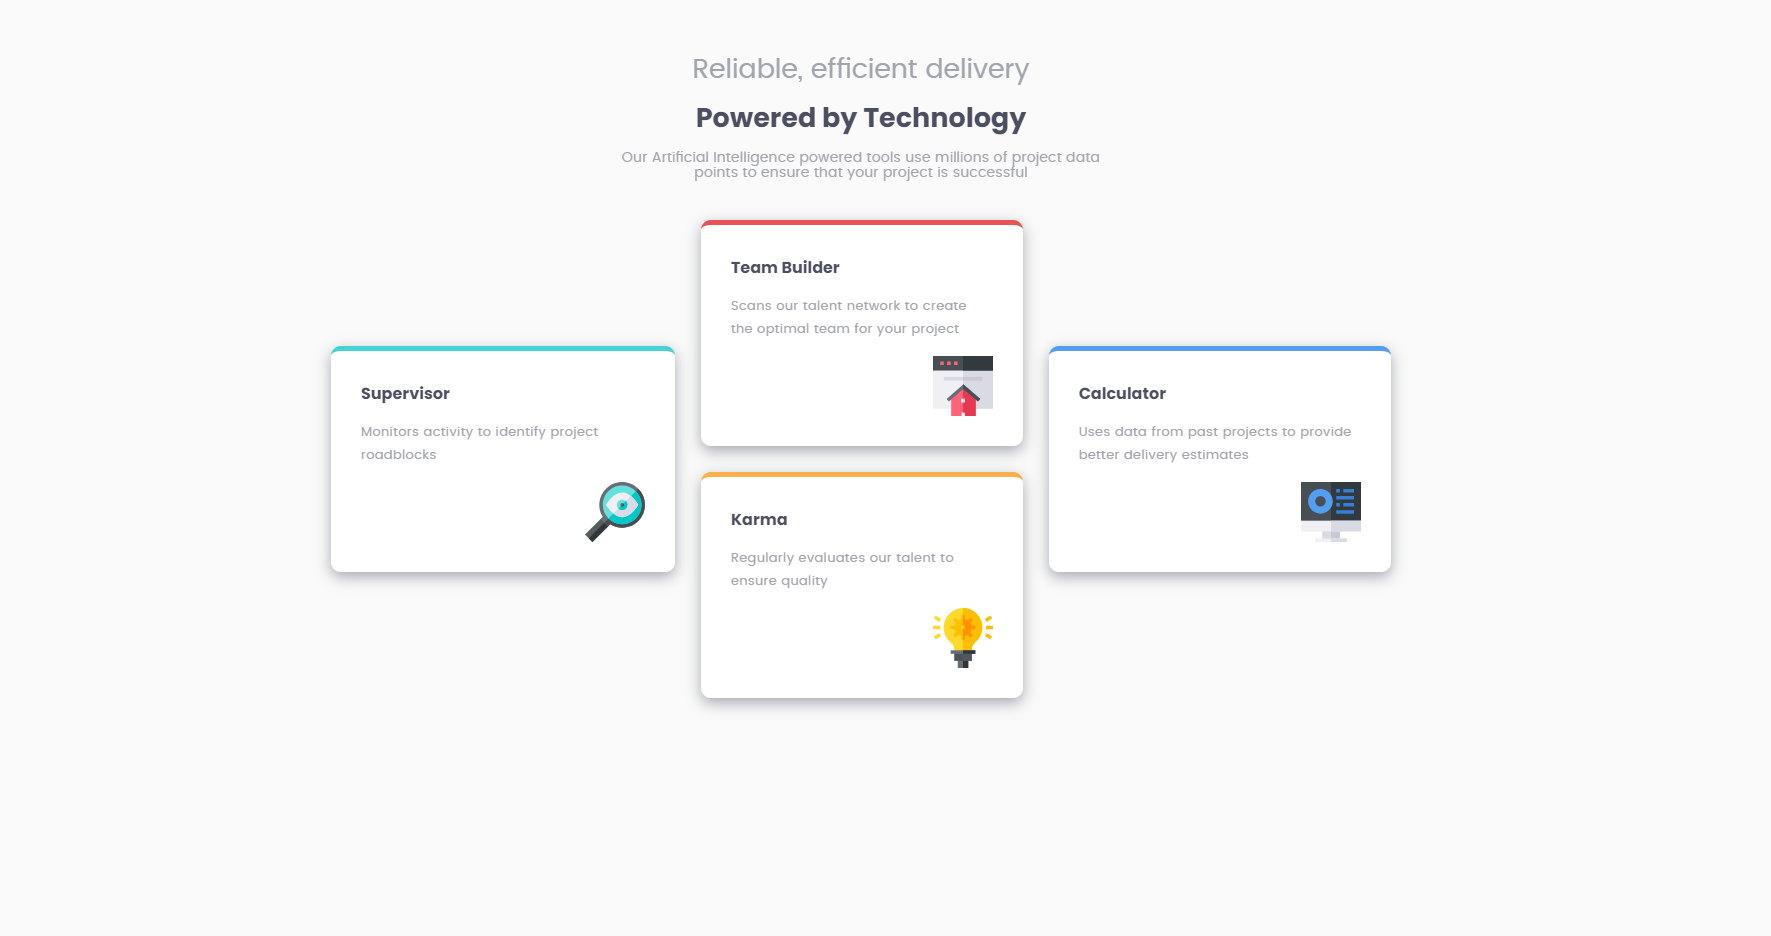 Reliable, efficient delivery
Powered by Technology
Our Artificial Intelligence powered tools use millions of project data
points to ensure that your project is successful
Team Builder
Scans our talent network to create
the optimal team for your project
Supervisor
Monitors activity to identify project
roadblocks
Calculator
Uses data from past projects to provide
better delivery estimates
Karma
Regularly evaluates our talent to
ensure quality